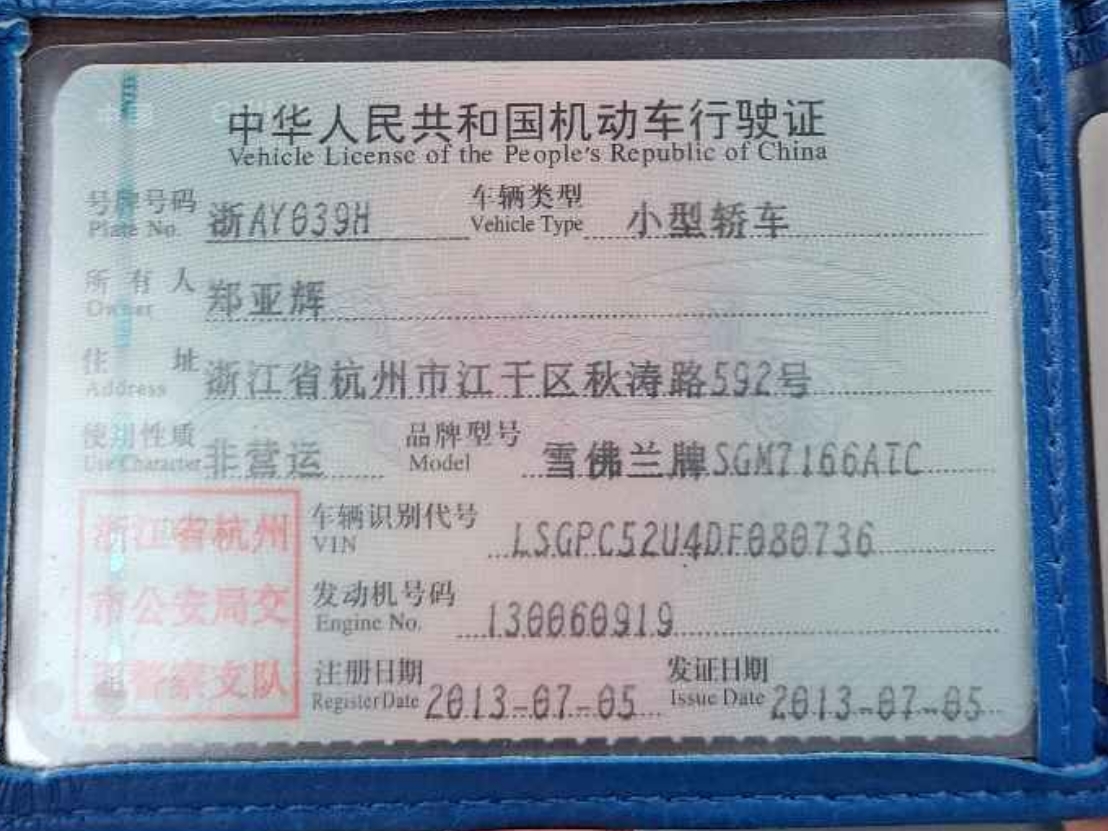 中华人民共和国机动车行驶证
Vehicle License of the People's Republic of China
号牌号码 浙AY039H 车辆类型 小型轿车
Plate No. Vehicle Type
所有人 郑亚辉
Owner
住址 浙江省杭州市江干区秋涛路592号
Address
使用性质 非营运 品牌型号 雪佛兰牌SGM7166ATC
Use Character Model
浙江省杭州
市公安局交
通警察支队
车辆识别代号 LSGPC52U4DF080736
VIN
发动机号码 130060919
Engine No.
注册日期 2013-07-05 发证日期 2013-07-05
Register Date Issue Date